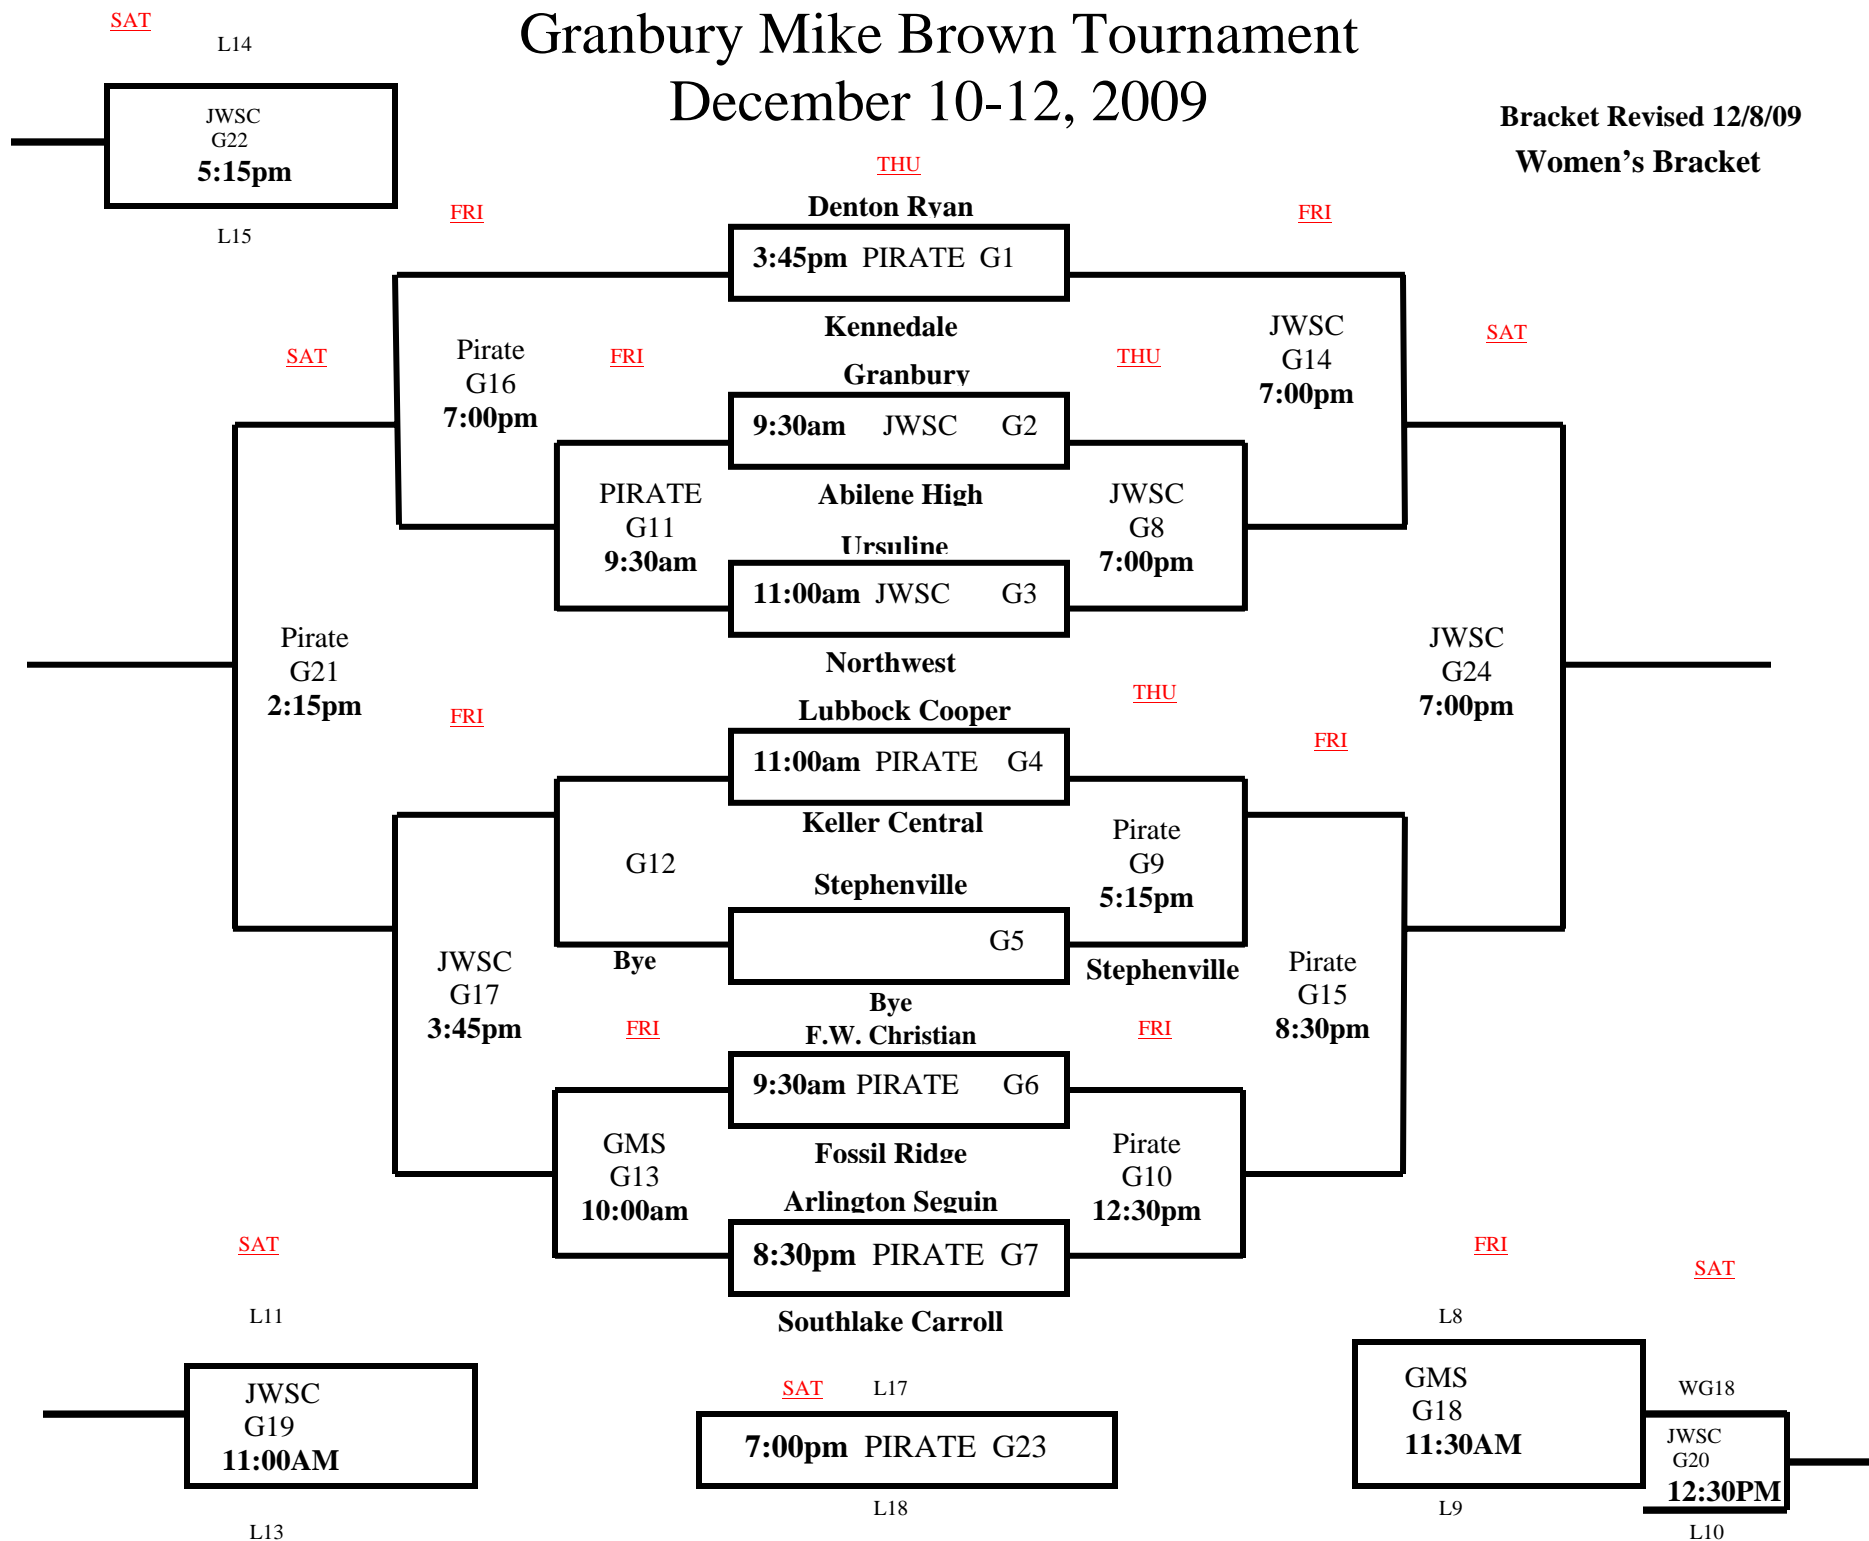 SAT
L14
Granbury Mike Brown Tournament
December 10-12, 2009
JWSC
G22
5:15pm
L15
Bracket Revised 12/8/09
Women's Bracket
THU
FRI
Denton Ryan
FRI
3:45pm PIRATE G1
Kennedale
SAT
Pirate
G16
7:00pm
FRI
THU
JWSC
G14
7:00pm
SAT
Granbury
9:30am JWSC G2
Abilene High
PIRATE
G11
9:30am
JWSC
G8
7:00pm
Ursuline
11:00am JWSC G3
Northwest
Pirate
G21
2:15pm
JWSC
G24
7:00pm
FRI
THU
FRI
Lubbock Cooper
11:00am PIRATE G4
Keller Central
G12
Pirate
G9
5:15pm
Stephenville
G5
Bye
Stephenville
Bye
JWSC
G17
3:45pm
Pirate
G15
8:30pm
FRI
F.W. Christian
FRI
9:30am PIRATE G6
Fossil Ridge
GMS
G13
10:00am
Pirate
G10
12:30pm
Arlington Seguin
8:30pm PIRATE G7
Southlake Carroll
SAT
L11
JWSC
G19
11:00AM
L13
SAT L17
7:00pm PIRATE G23
L18
FRI
L8
GMS
G18
11:30AM
L9
SAT
WG18
JWSC
G20
12:30PM
L10